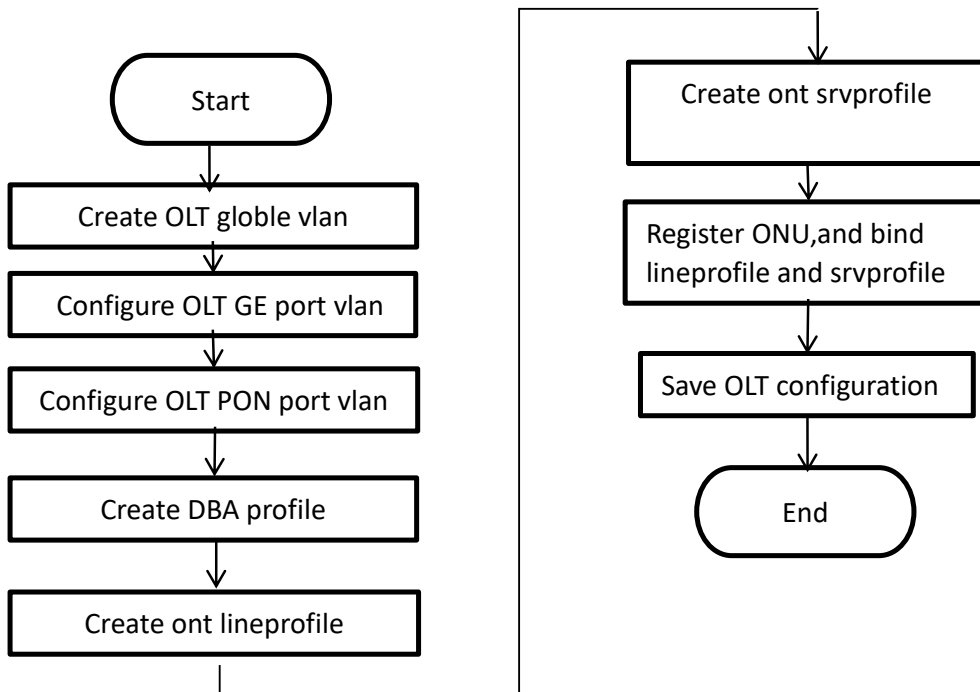 Start
Create OLT globle vlan
Configure OLT GE port vlan
Configure OLT PON port vlan
Create DBA profile
Create ont lineprofile
Create ont srvprofile
Register ONU,and bind
lineprofile and srvprofile
Save OLT configuration
End